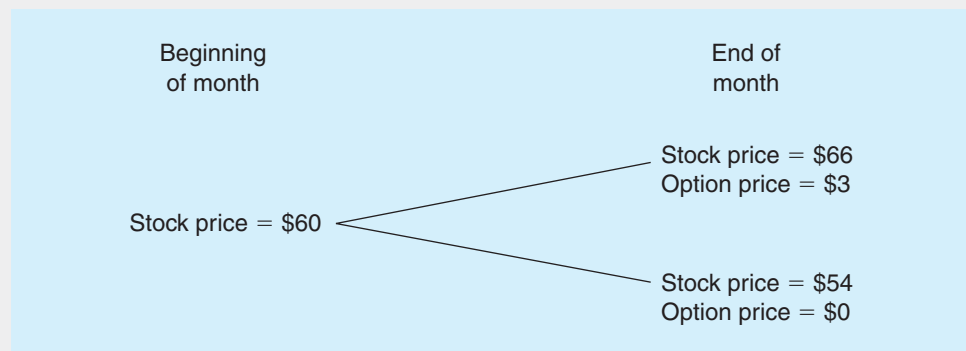 Beginning
of month
End of
month
Stock price = $66
Option price = $3
Stock price = $60
Stock price = $54
Option price = $0